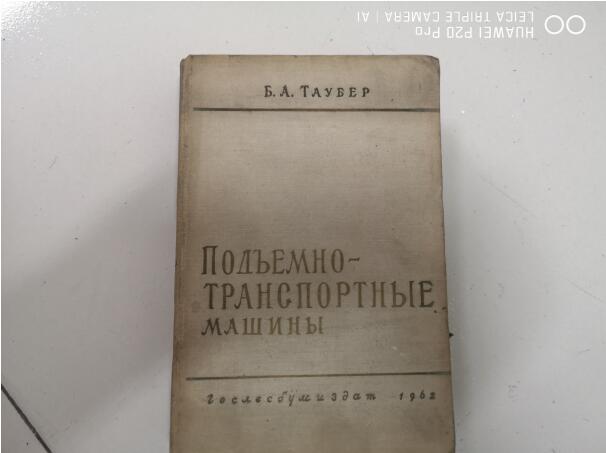 Б. А. ТАУБЕР
ПОДЪЕМНО-
ТРАНСПОРТНЫЕ
МАШИНЫ
Гослесбумиздат 1962
HUAWEI P20 Pro
LEICA TRIPLE CAMERA | AI